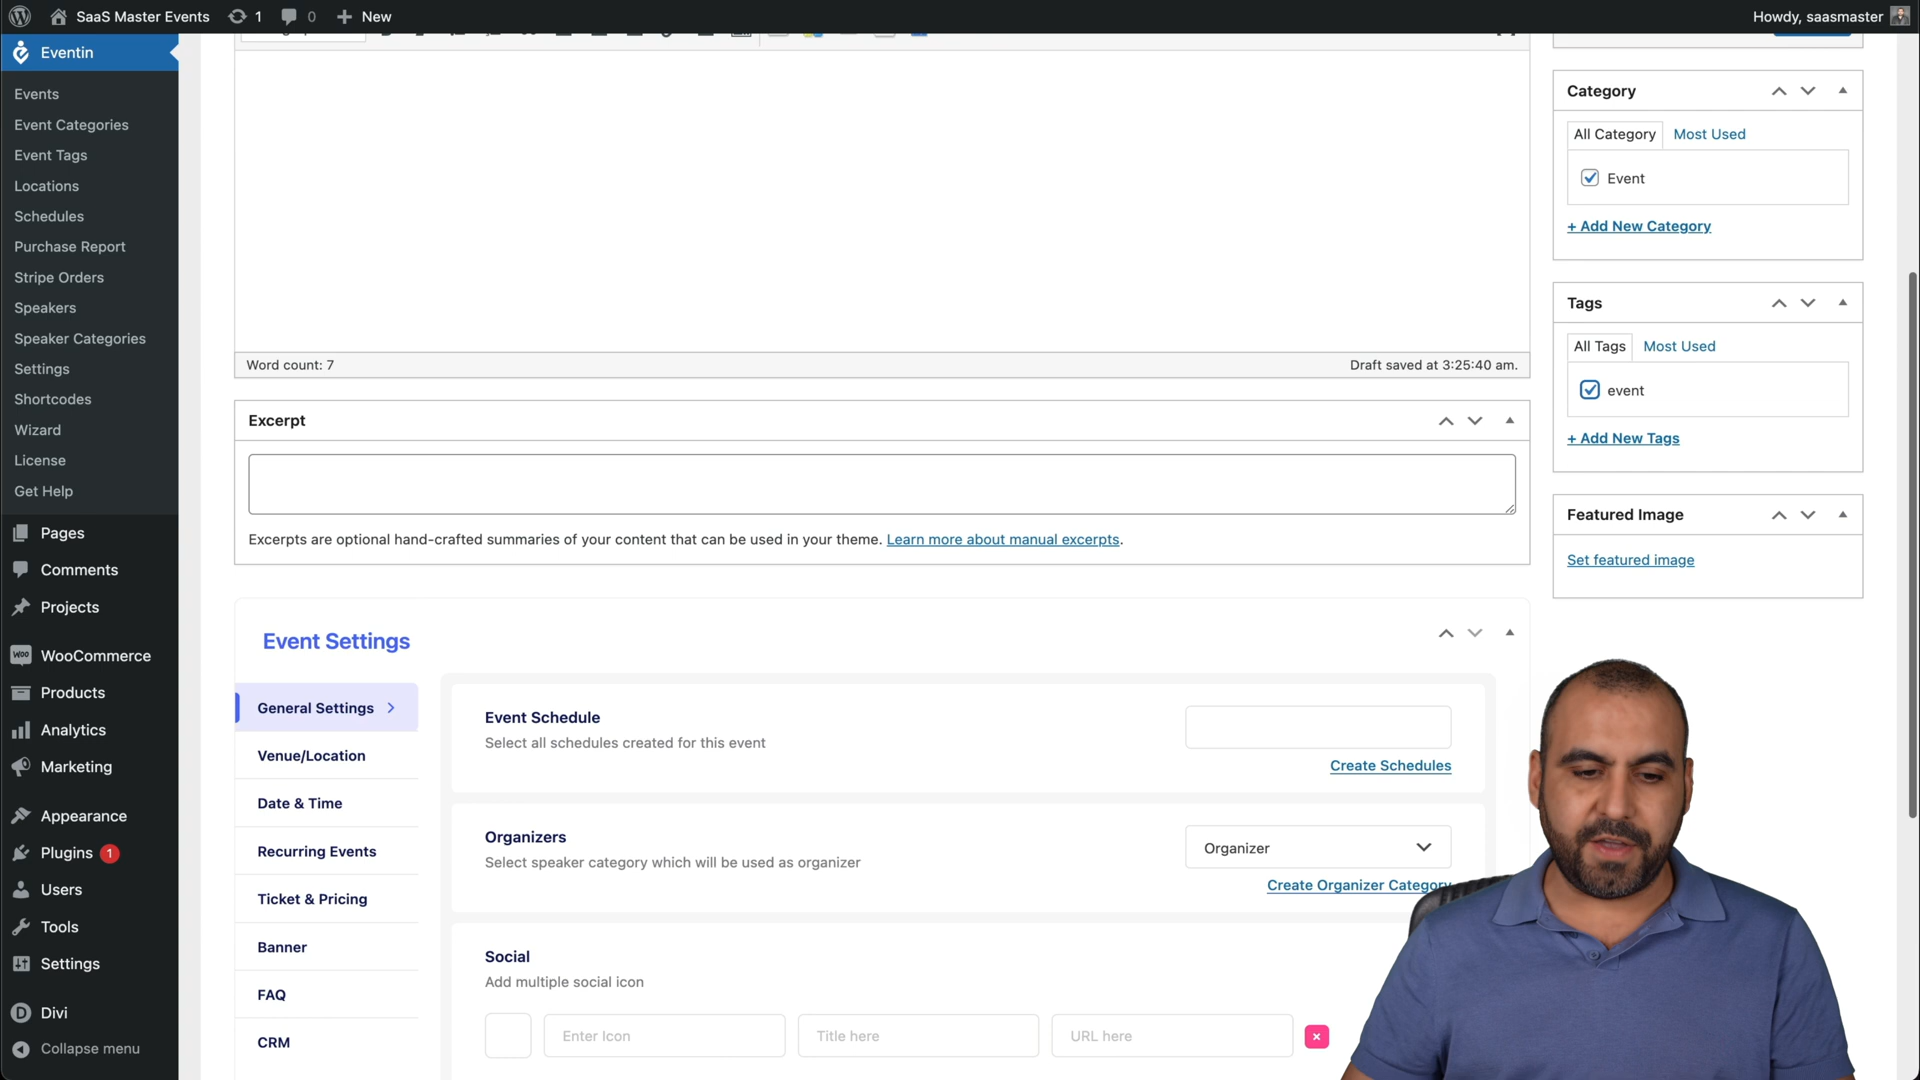 SaaS Master Events
1
0
New
Howdy, saasmaster
Eventin
Events
Event Categories
Event Tags
Locations
Schedules
Purchase Report
Stripe Orders
Speakers
Speaker Categories
Settings
Shortcodes
Wizard
License
Get Help
Pages
Comments
Projects
WooCommerce
Products
Analytics
Marketing
Appearance
Plugins 1
Users
Tools
Settings
Divi
Collapse menu
Word count: 7
Draft saved at 3:25:40 am.
Excerpt
Excerpts are optional hand-crafted summaries of your content that can be used in your theme. Learn more about manual excerpts.
Event Settings
General Settings
Venue/Location
Date & Time
Recurring Events
Ticket & Pricing
Banner
FAQ
CRM
Event Schedule
Select all schedules created for this event
Create Schedules
Organizers
Select speaker category which will be used as organizer
Organizer
Create Organizer Category
Social
Add multiple social icon
Enter Icon
Title here
URL here
Category
All Category
Most Used
Event
+ Add New Category
Tags
All Tags
Most Used
event
+ Add New Tags
Featured Image
Set featured image